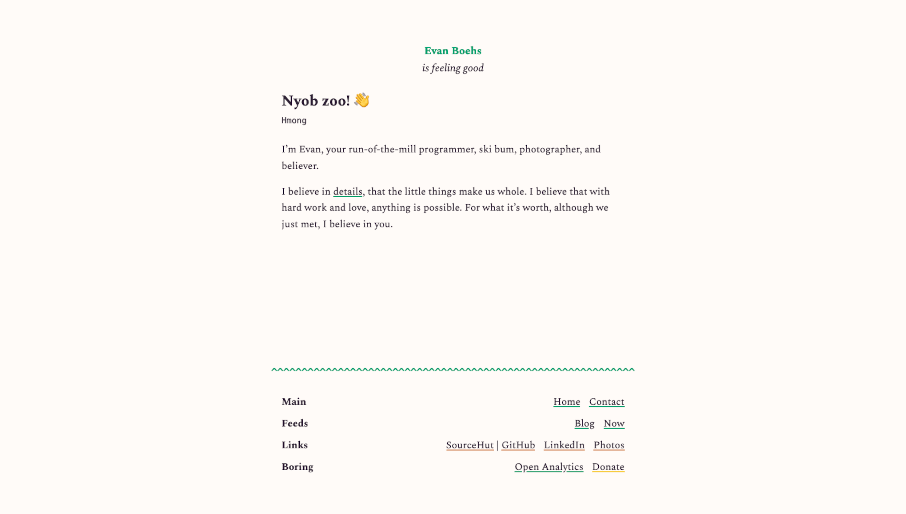 Evan Boehs
is feeling good
Nyob zoo! 👋
Hmong
I'm Evan, your run-of-the-mill programmer, ski bum, photographer, and
believer.
I believe in details, that the little things make us whole. I believe that with
hard work and love, anything is possible. For what it's worth, although we
just met, I believe in you.
Main Home Contact
Feeds Blog Now
Links SourceHut | GitHub LinkedIn Photos
Boring Open Analytics Donate